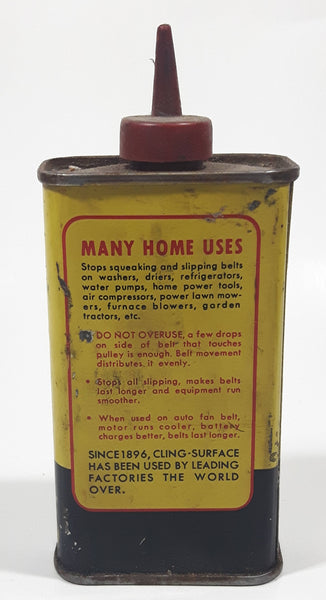 MANY HOME USES
Stops squeaking and slipping belts
on washers, driers, refrigerators,
water pumps, home power tools,
air compressors, power lawn mow-
ers, furnace blowers, garden
tractors, etc.
• DO NOT OVERUSE, a few drops
on side of belt that touches
pulley is enough. Belt movement
distributes it evenly.
• Stops all slipping, makes belts
last longer and equipment run
smoother.
• When used on auto fan belt,
motor runs cooler, battery
charges better, belts last longer.
SINCE 1896, CLING-SURFACE
HAS BEEN USED BY LEADING
FACTORIES THE WORLD
OVER.